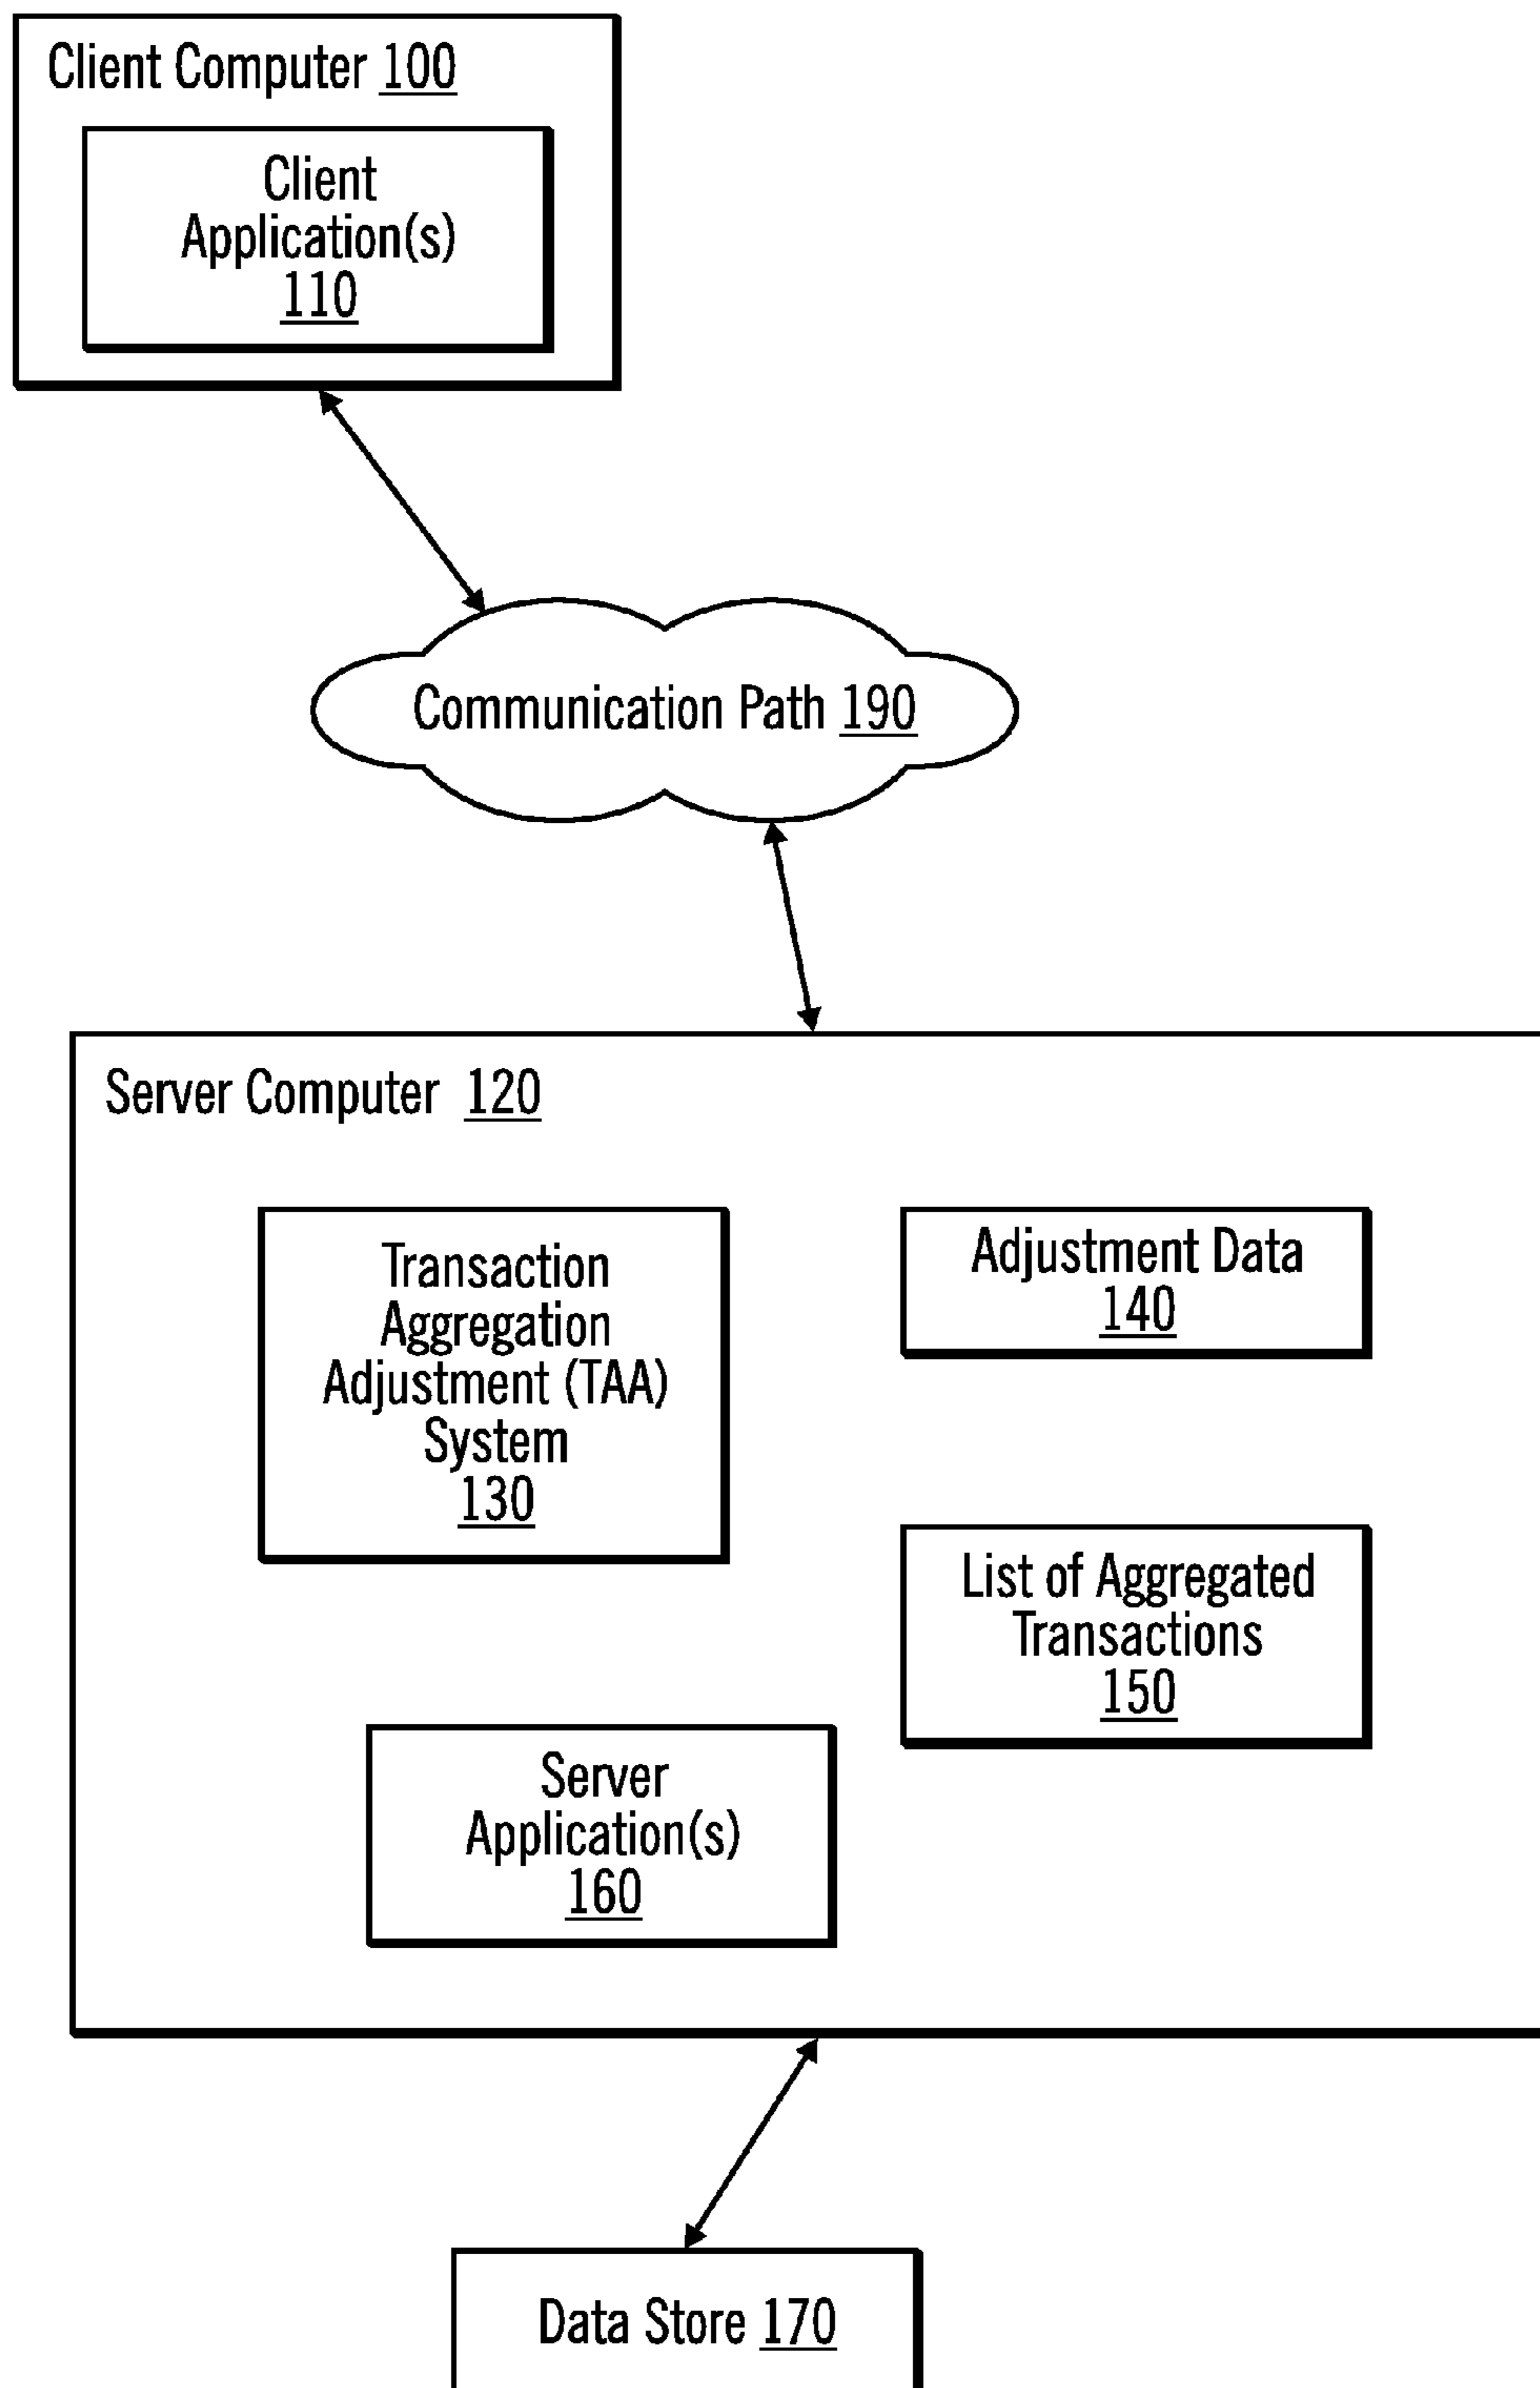 Client Computer 100
Client
Application(s)
110
Communication Path 190
Server Computer 120
Transaction
Aggregation
Adjustment (TAA)
System
130
Adjustment Data
140
List of Aggregated
Transactions
150
Server
Application(s)
160
Data Store 170